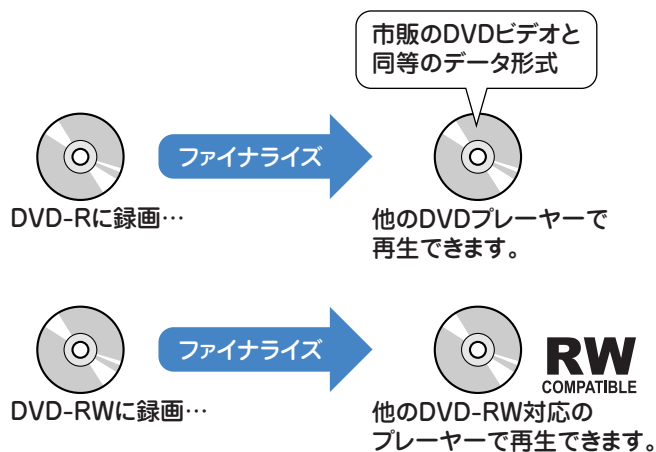 市販のDVDビデオと
同等のデータ形式
ファイナライズ
DVD-Rに録画…
他のDVDプレーヤーで
再生できます。
ファイナライズ
RW
COMPATIBLE
DVD-RWに録画…
他のDVD-RW対応の
プレーヤーで再生できます。